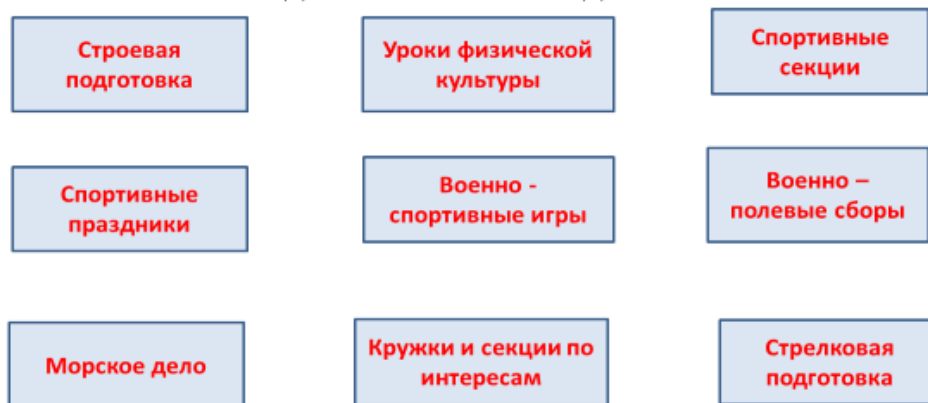 Строевая
подготовка
Уроки физической
культуры
Спортивные
секции
Спортивные
праздники
Военно -
спортивные игры
Военно –
полевые сборы
Морское дело
Кружки и секции по
интересам
Стрелковая
подготовка